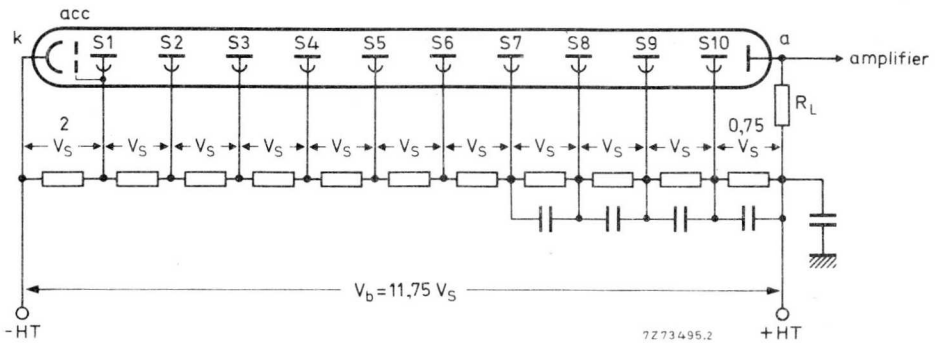 acc
k S1 S2 S3 S4 S5 S6 S7 S8 S9 S10 a
amplifier
R_L
2 0,75
V_S V_S V_S V_S V_S V_S V_S V_S V_S V_S V_S
V_b=11,75 V_S
-HT 7Z73495.2 +HT